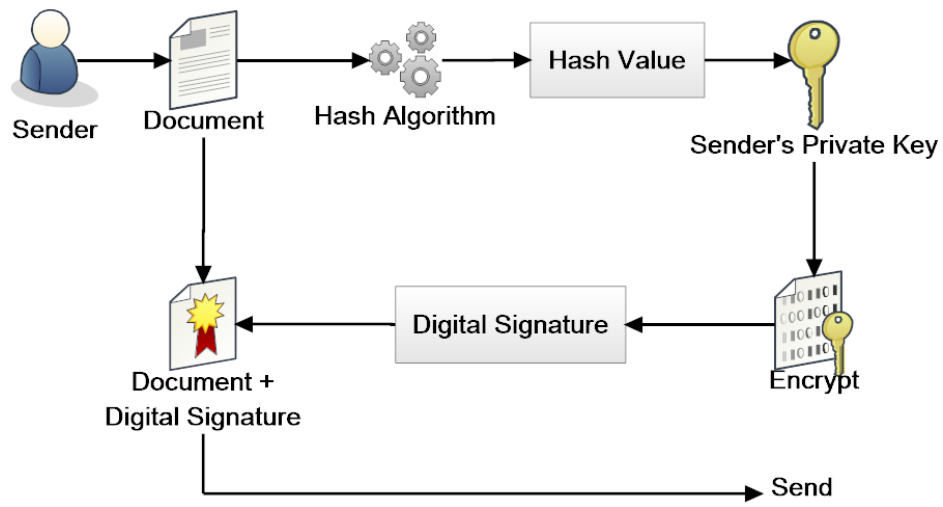 Sender
Document
Hash Algorithm
Hash Value
Sender's Private Key
Document +
Digital Signature
Digital Signature
Encrypt
Send